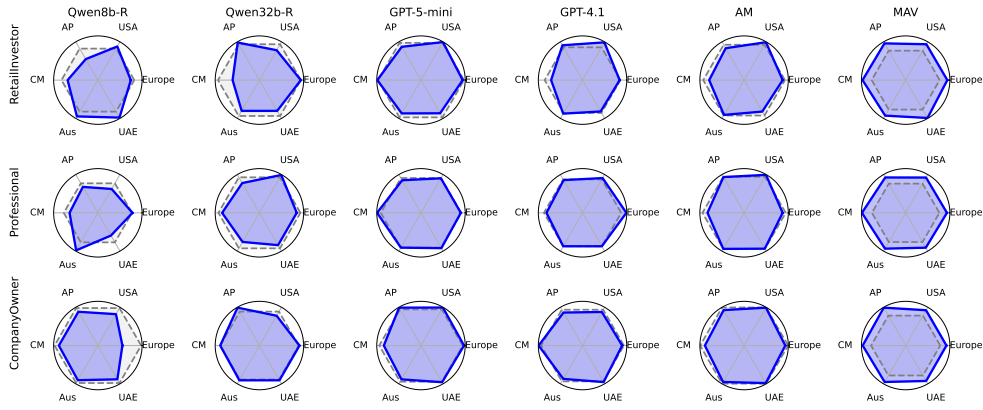 Qwen8b-R Qwen32b-R GPT-5-mini GPT-4.1 AM MAV
RetailInvestor
AP USA AP USA AP USA AP USA AP USA AP USA
CM Europe CM Europe CM Europe CM Europe CM Europe CM Europe
Aus UAE Aus UAE Aus UAE Aus UAE Aus UAE Aus UAE
Professional
AP USA AP USA AP USA AP USA AP USA AP USA
CM Europe CM Europe CM Europe CM Europe CM Europe CM Europe
Aus UAE Aus UAE Aus UAE Aus UAE Aus UAE Aus UAE
CompanyOwner
AP USA AP USA AP USA AP USA AP USA AP USA
CM Europe CM Europe CM Europe CM Europe CM Europe CM Europe
Aus UAE Aus UAE Aus UAE Aus UAE Aus UAE Aus UAE